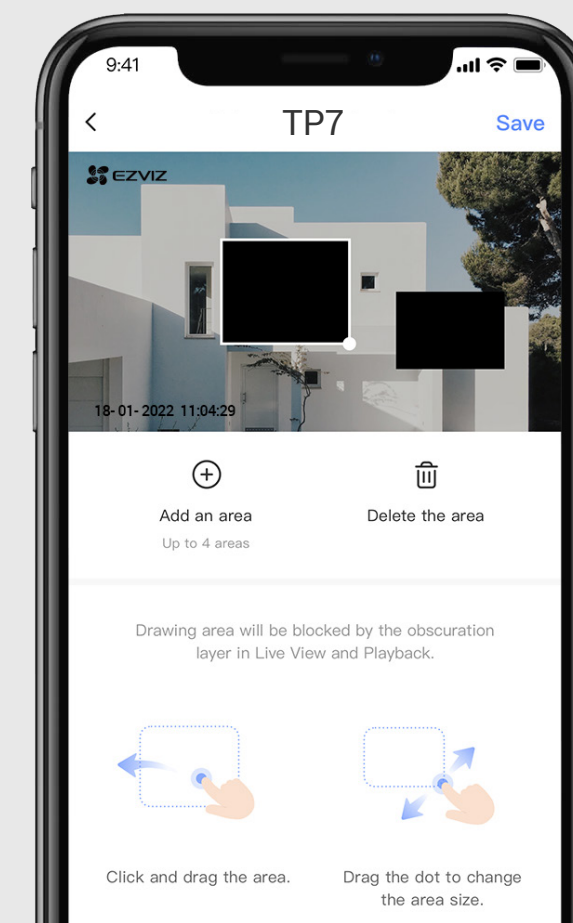 9:41
TP7
Save
EZVIZ
18-01-2022 11:04:29
Add an area
Delete the area
Up to 4 areas
Drawing area will be blocked by the obscuration
layer in Live View and Playback.
Click and drag the area.
Drag the dot to change
the area size.